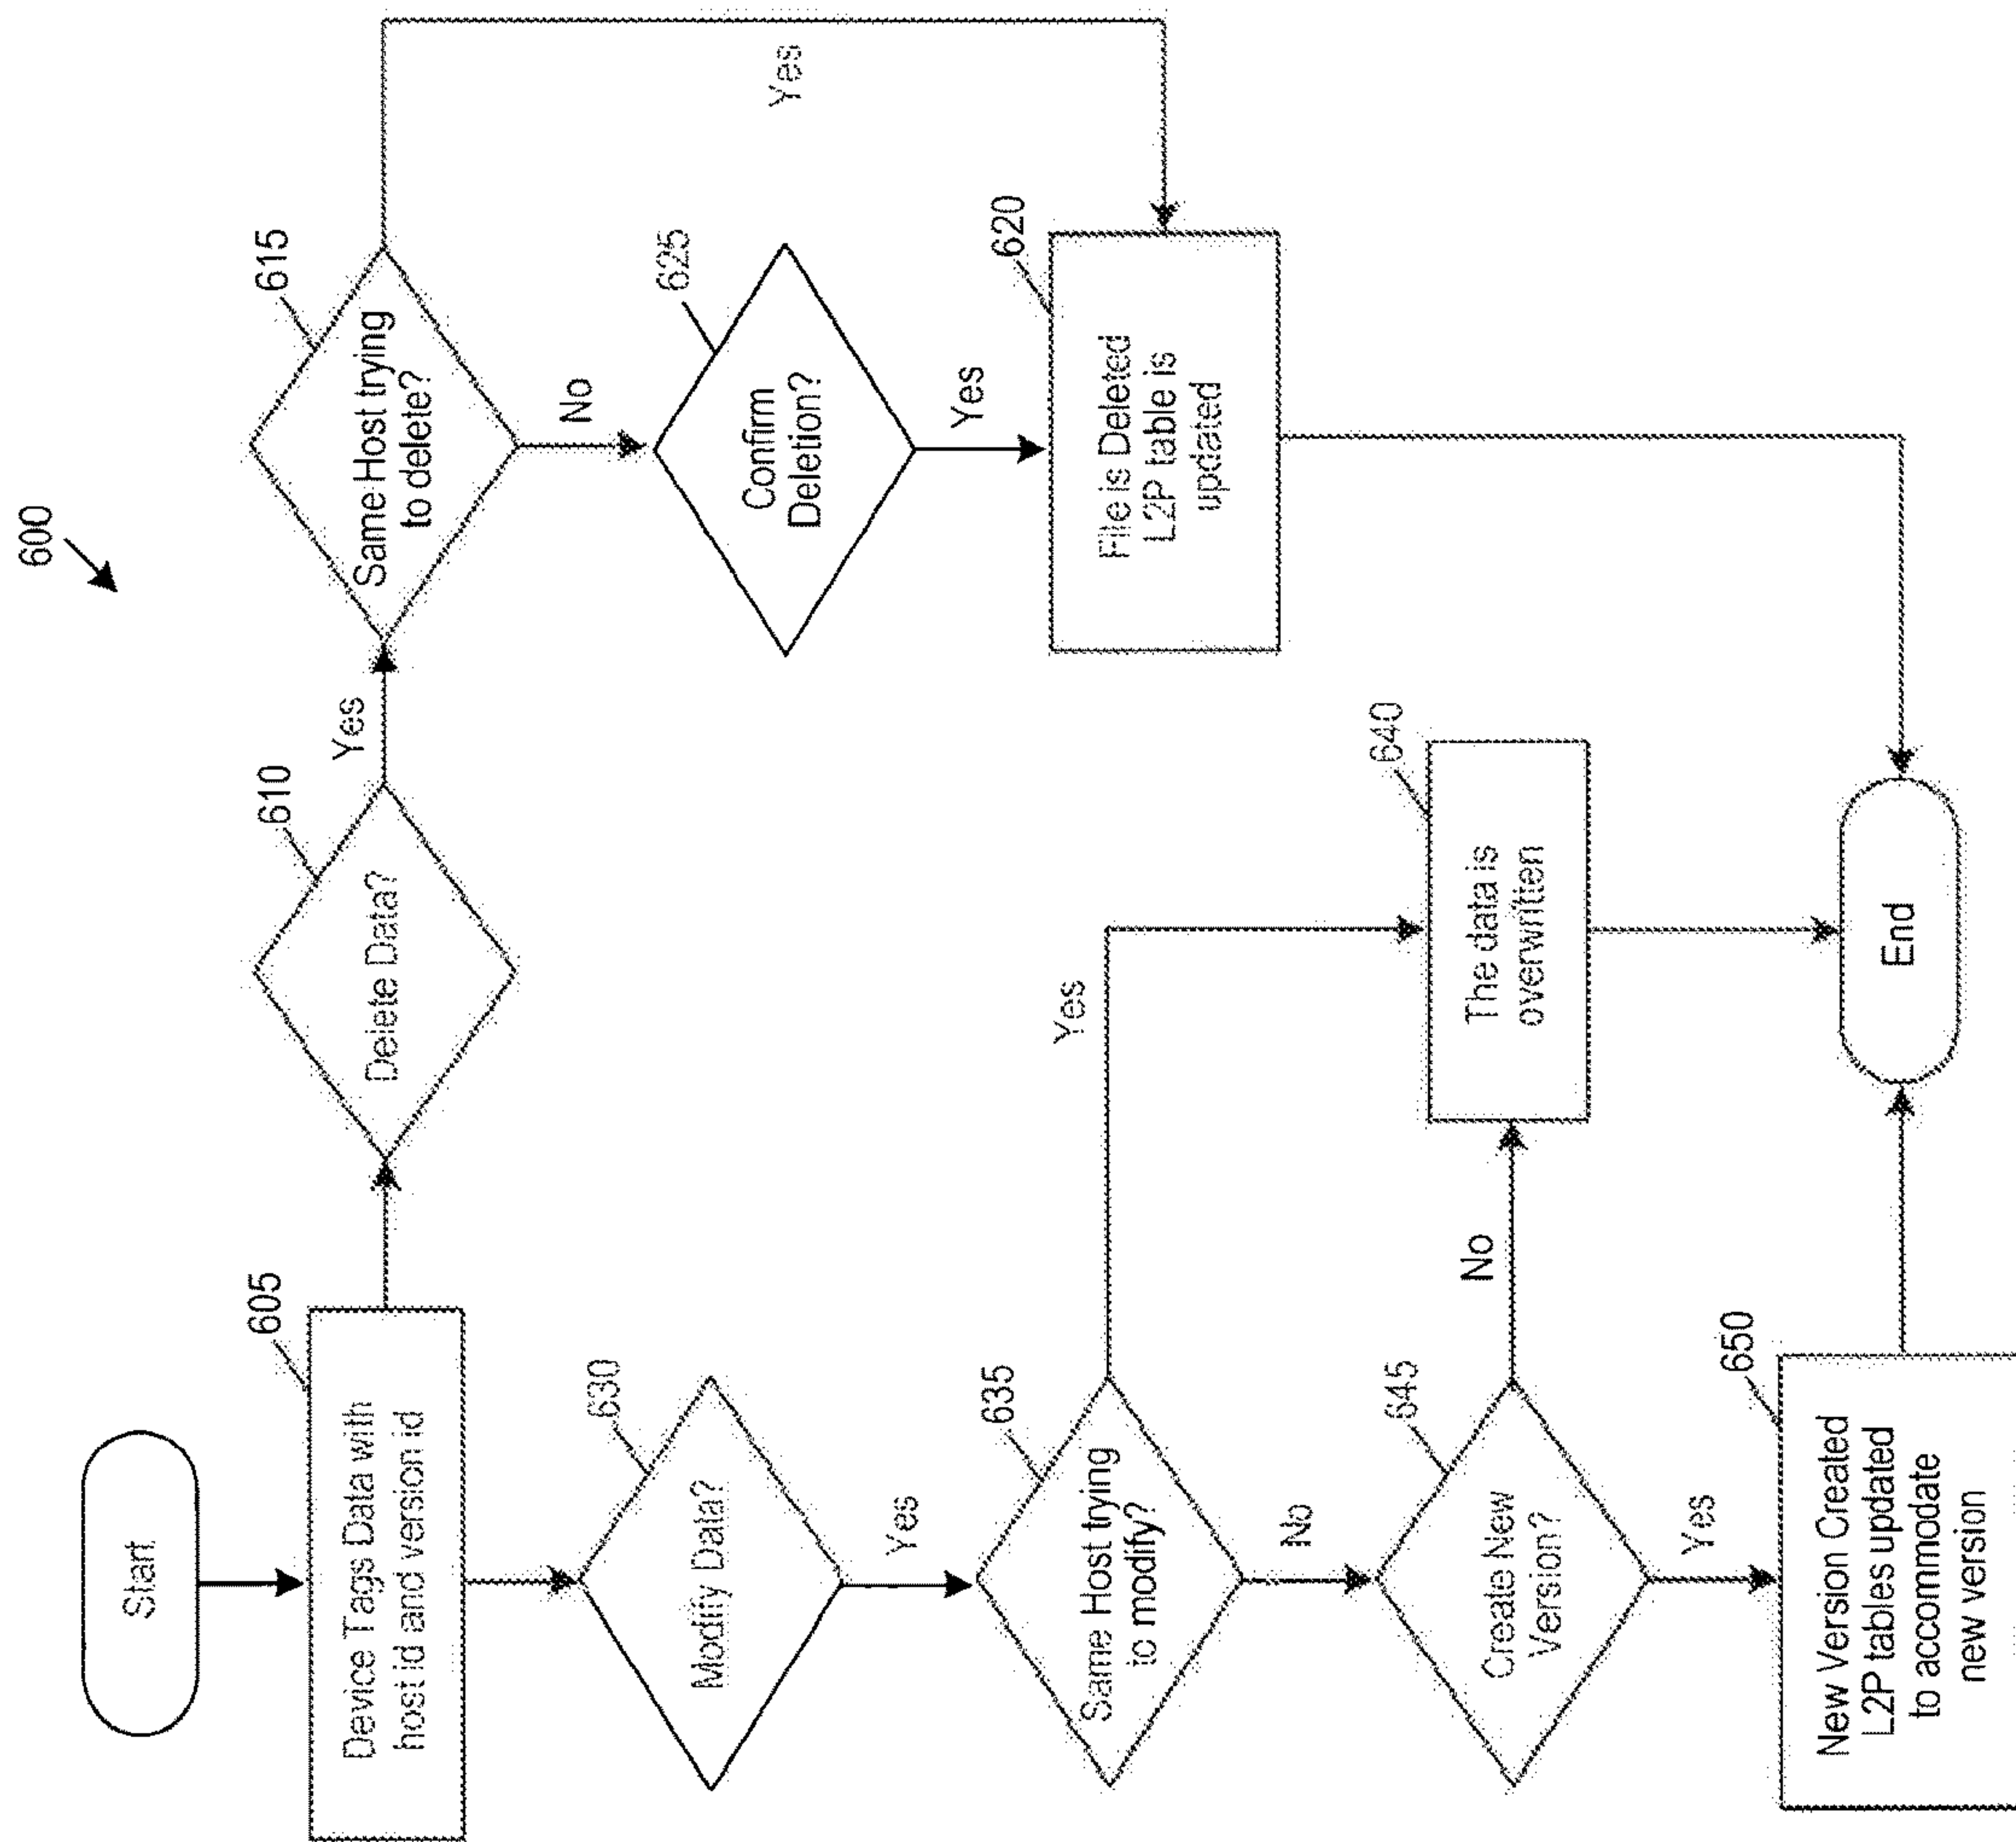 600
Start
Device Tags Data with
host id and version id
605
Delete Data?
610
Yes
Same Host trying
to delete?
615
Yes
No
Confirm
Deletion?
625
Yes
File is Deleted
L2P table is
updated
620
Modify Data?
630
Yes
Same Host trying
to modify?
635
Yes
No
The data is
overwritten
640
Create New
Version?
645
No
Yes
New Version Created
L2P tables updated
to accommodate
new version
650
End